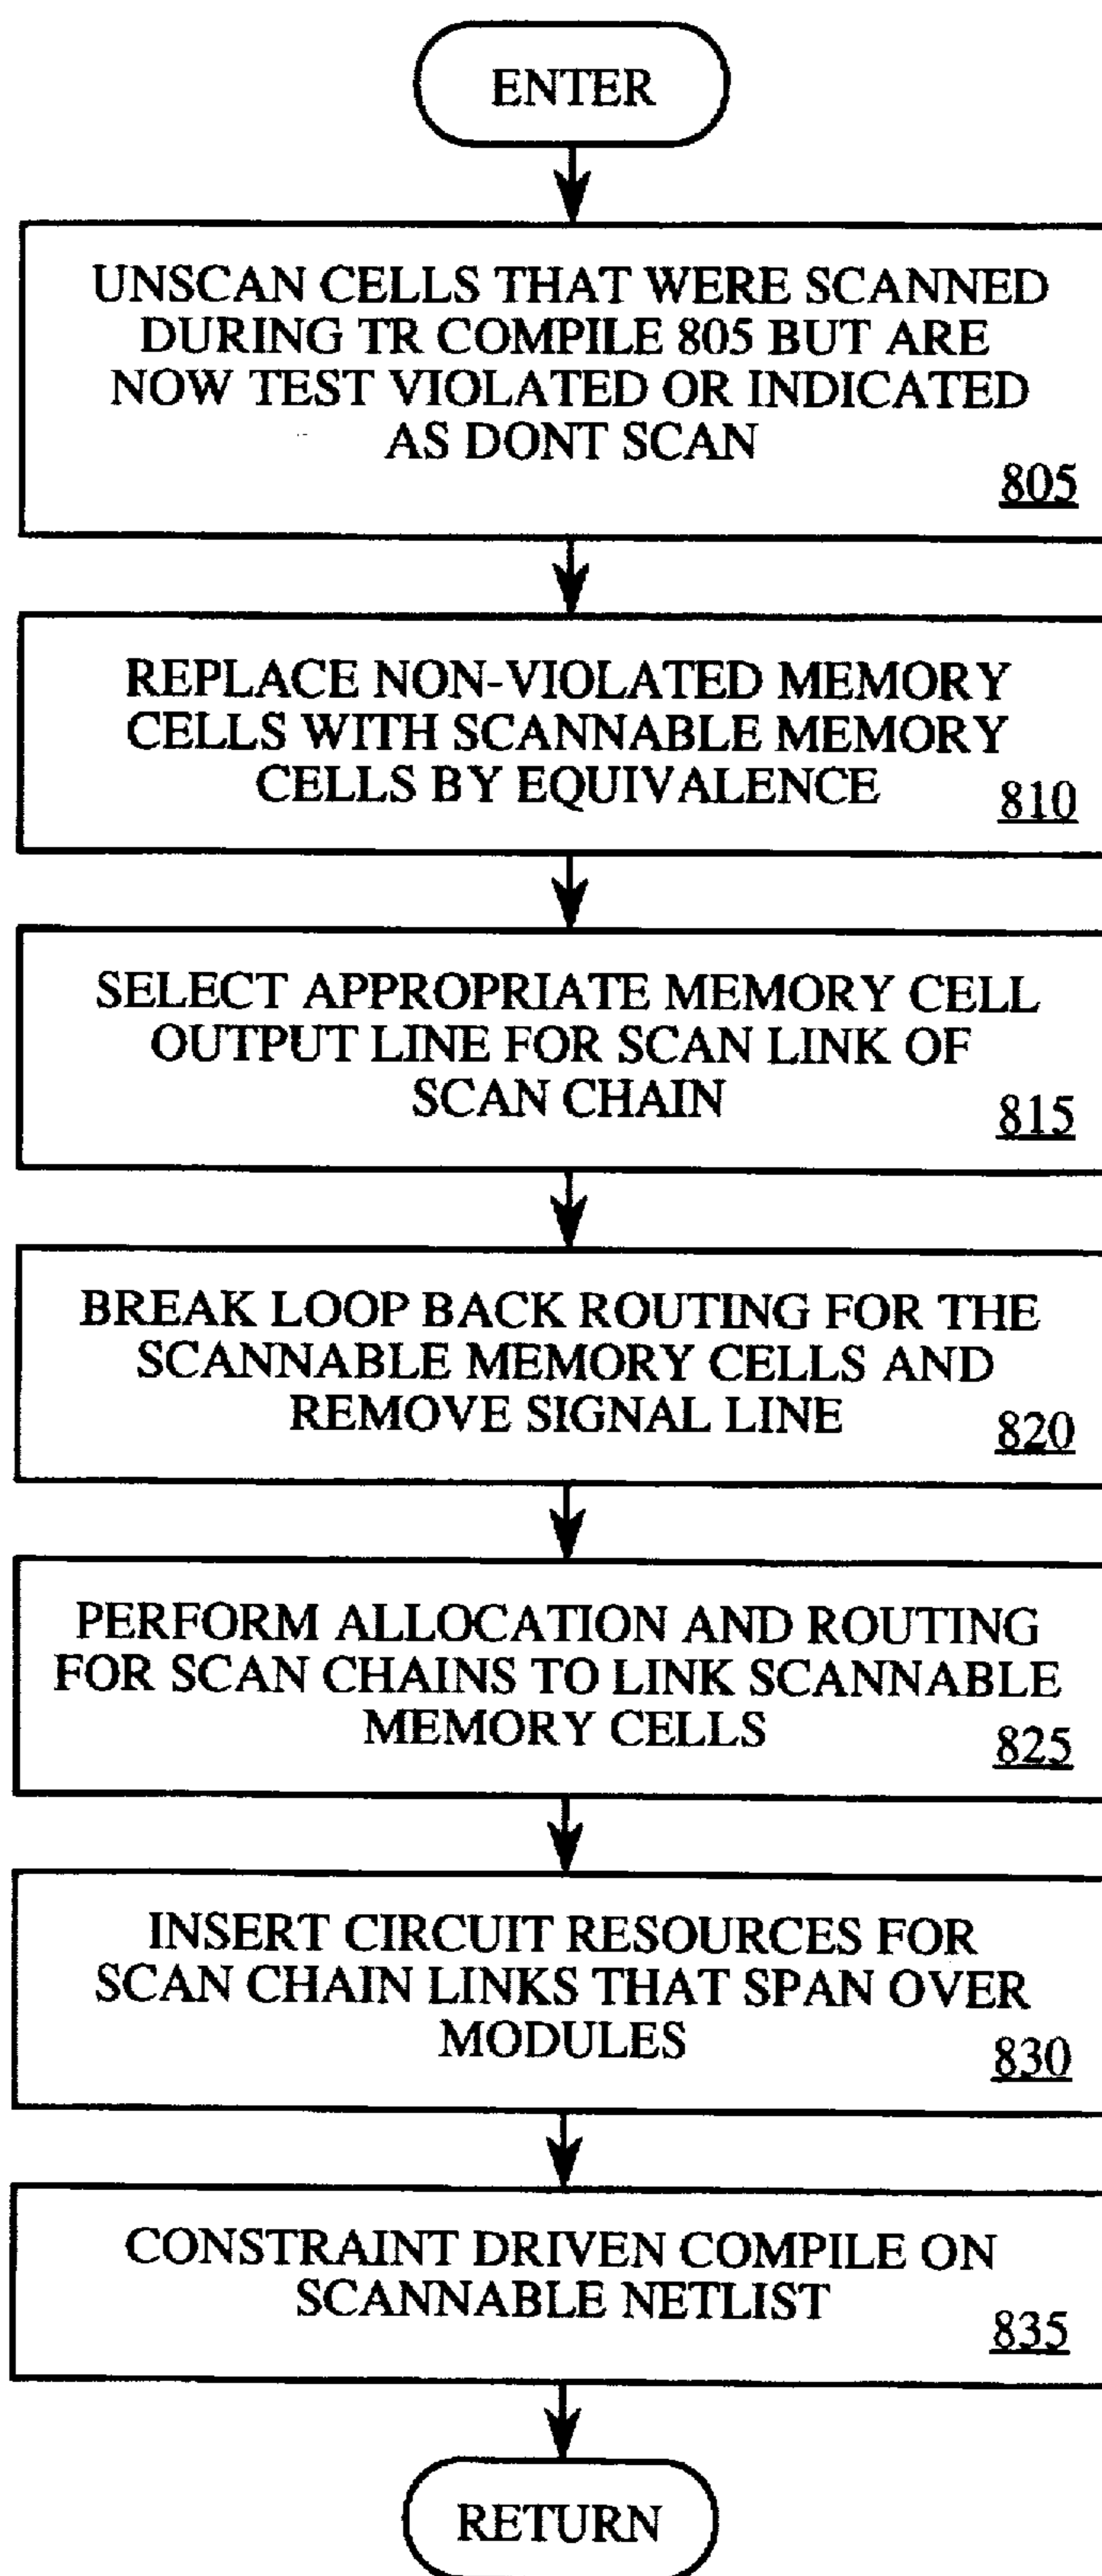 ENTER
UNSCAN CELLS THAT WERE SCANNED
DURING TR COMPILE 805 BUT ARE
NOW TEST VIOLATED OR INDICATED
AS DONT SCAN
805
REPLACE NON-VIOLATED MEMORY
CELLS WITH SCANNABLE MEMORY
CELLS BY EQUIVALENCE
810
SELECT APPROPRIATE MEMORY CELL
OUTPUT LINE FOR SCAN LINK OF
SCAN CHAIN
815
BREAK LOOP BACK ROUTING FOR THE
SCANNABLE MEMORY CELLS AND
REMOVE SIGNAL LINE
820
PERFORM ALLOCATION AND ROUTING
FOR SCAN CHAINS TO LINK SCANNABLE
MEMORY CELLS
825
INSERT CIRCUIT RESOURCES FOR
SCAN CHAIN LINKS THAT SPAN OVER
MODULES
830
CONSTRAINT DRIVEN COMPILE ON
SCANNABLE NETLIST
835
RETURN